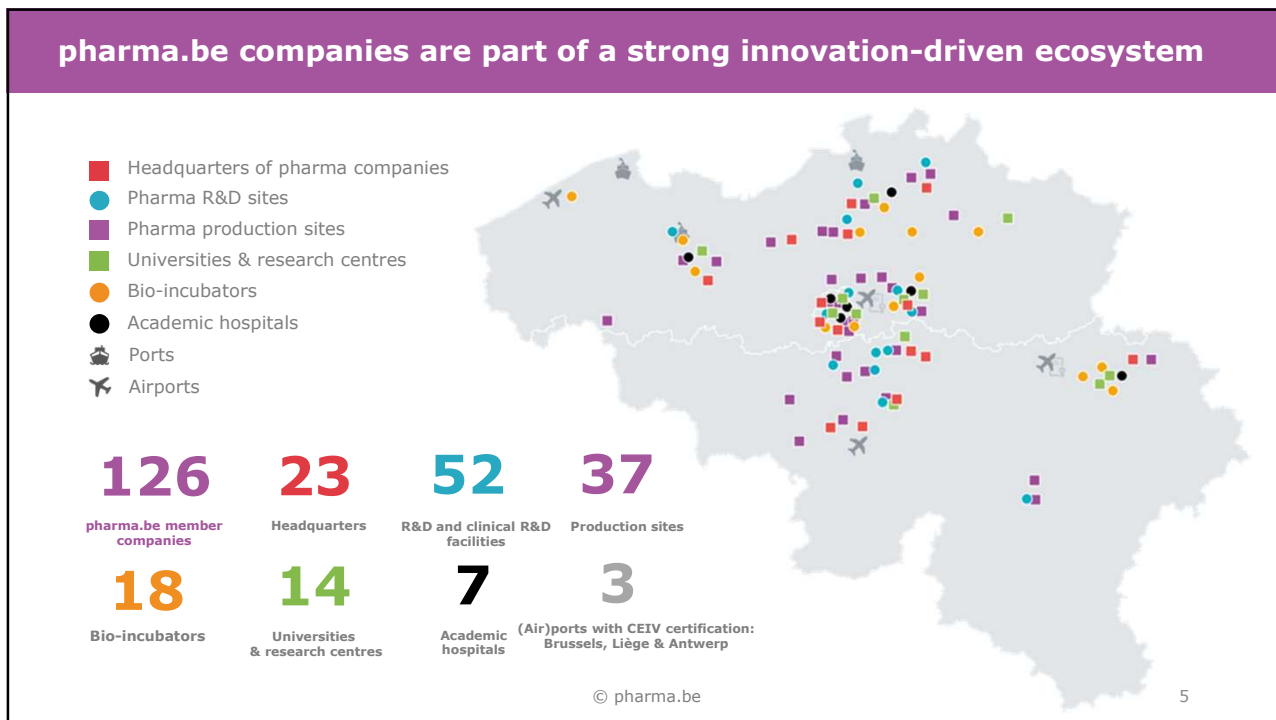 pharma.be companies are part of a strong innovation-driven ecosystem
Headquarters of pharma companies
Pharma R&D sites
Pharma production sites
Universities & research centres
Bio-incubators
Academic hospitals
Ports
Airports
126
pharma.be member
companies
23
Headquarters
52
R&D and clinical R&D
facilities
37
Production sites
18
Bio-incubators
14
Universities
& research centres
7
Academic
hospitals
3
(Air)ports with CEIV certification:
Brussels, Liège & Antwerp
© pharma.be
5